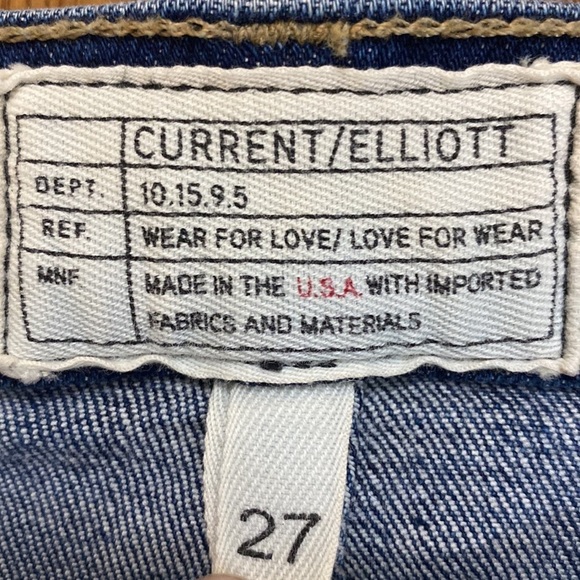 CURRENT/ELLIOTT
DEPT. 10.15.9.5
REF. WEAR FOR LOVE/ LOVE FOR WEAR
MNF MADE IN THE U.S.A. WITH IMPORTED
FABRICS AND MATERIALS
27